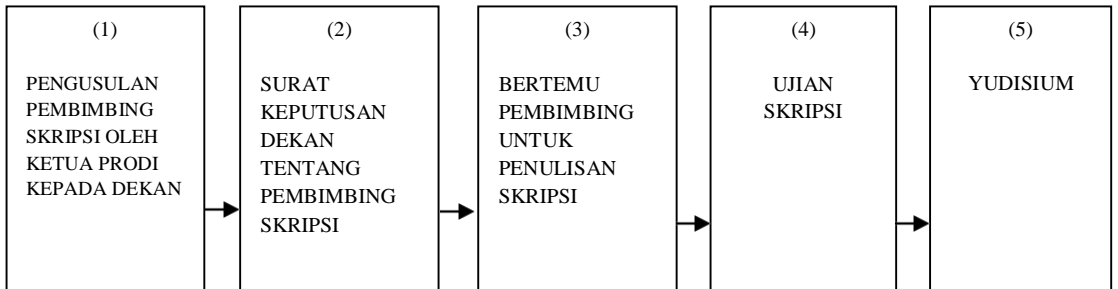 (1)
PENGUSULAN
PEMBIMBING
SKRIPSI OLEH
KETUA PRODI
KEPADA DEKAN
(2)
SURAT
KEPUTUSAN
DEKAN
TENTANG
PEMBIMBING
SKRIPSI
(3)
BERTEMU
PEMBIMBING
UNTUK
PENULISAN
SKRIPSI
(4)
UJIAN
SKRIPSI
(5)
YUDISIUM